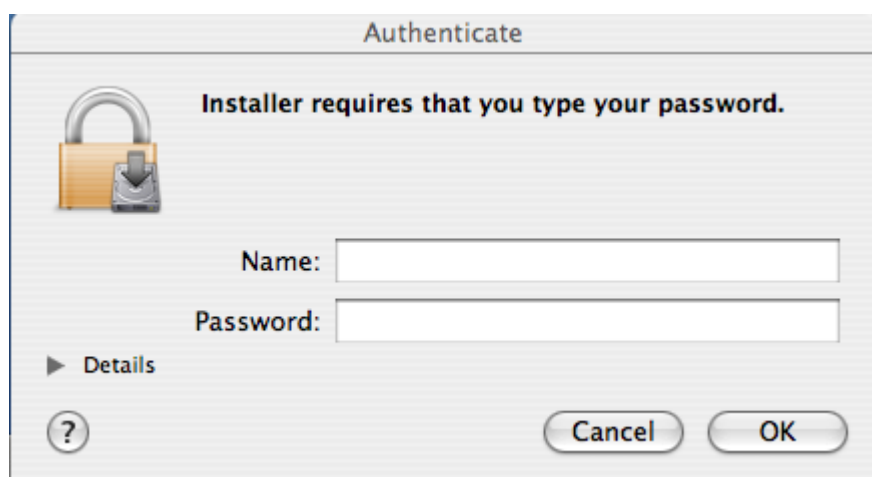 Authenticate
Installer requires that you type your password.
Name:
Password:
Details
?
Cancel
OK